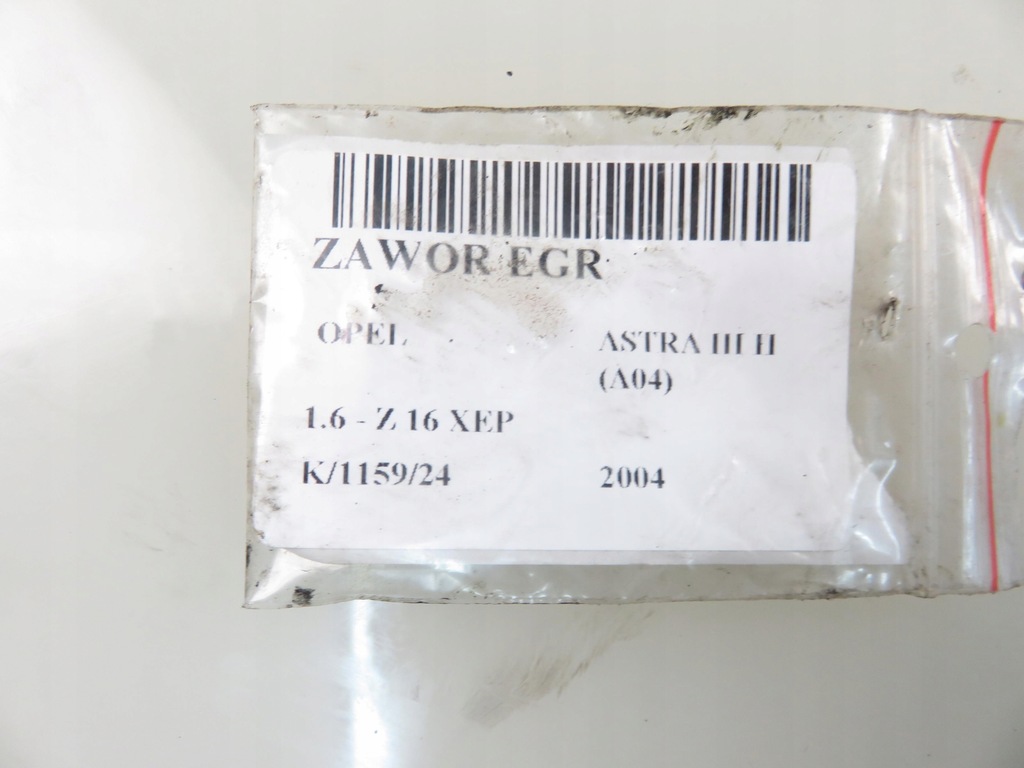 ZAWOR EGR
OPEL ASTRA III H
(A04)
1.6 - Z 16 XEP
K/1159/24 2004